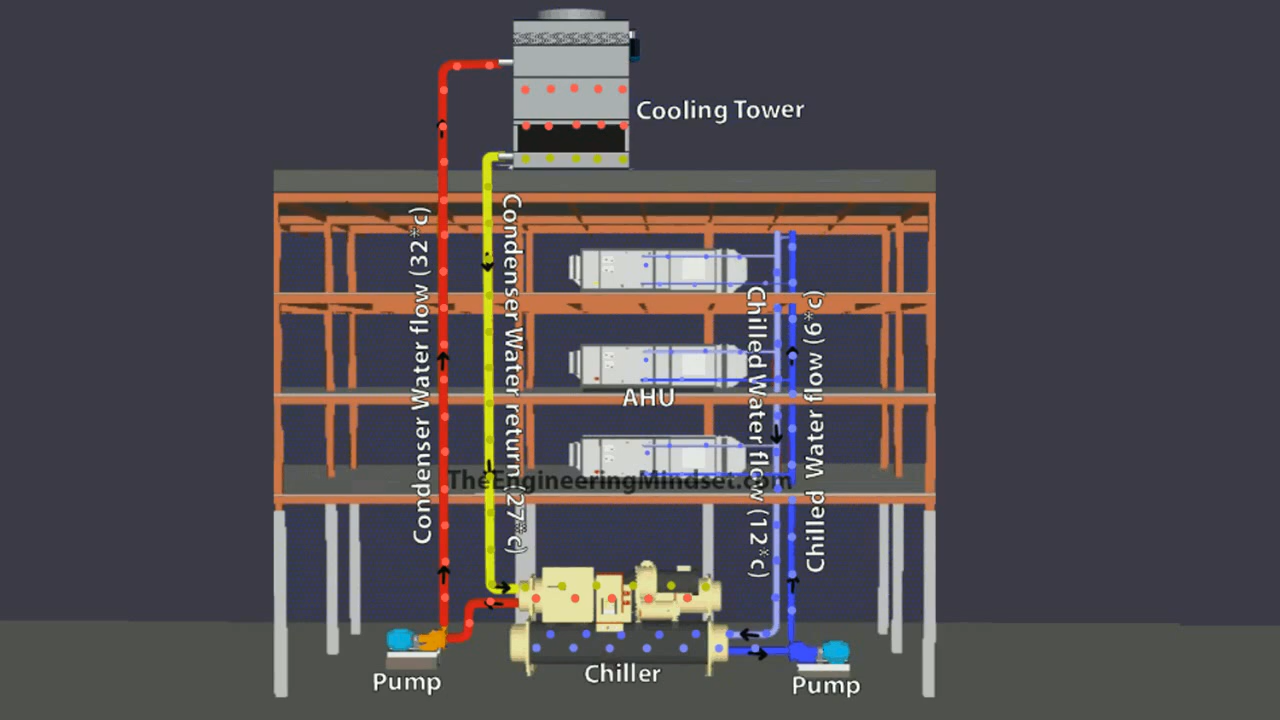 Cooling Tower
Condenser Water flow (32*c)
Condenser Water return (27*c)
Chilled Water flow (12*c)
Chilled Water flow (6*c)
AHU
TheEngineeringMindset.com
Chiller
Pump
Pump